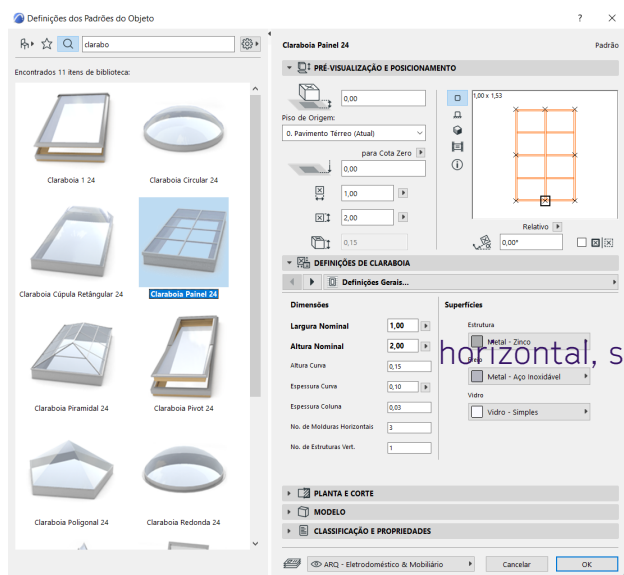 Definições dos Padrões do Objeto
? ×
clarabo
Encontrados 11 itens de biblioteca:
Claraboia 1 24
Claraboia Circular 24
Claraboia Cúpula Retângular 24
Claraboia Painel 24
Claraboia Piramidal 24
Claraboia Pivot 24
Claraboia Poligonal 24
Claraboia Redonda 24
Claraboia Painel 24
Padrão
PRÉ-VISUALIZAÇÃO E POSICIONAMENTO
0,00
Piso de Origem:
0. Pavimento Térreo (Atual)
para Cota Zero
0,00
1,00
2,00
0,15
1,00 x 1,53
Relativo
0,00°
DEFINIÇÕES DE CLARABOIA
Definições Gerais...
Dimensões
Largura Nominal 1,00
Altura Nominal 2,00
Altura Curva 0,15
Espessura Curva 0,10
Espessura Coluna 0,03
No. de Molduras Horizontais 3
No. de Estruturas Vert. 1
Superfícies
Estrutura
Metal - Zinco
horizontal, s
Metal - Aço Inoxidável
Vidro
Vidro - Simples
PLANTA E CORTE
MODELO
CLASSIFICAÇÃO E PROPRIEDADES
ARQ - Eletrodoméstico & Mobiliário
Cancelar
OK